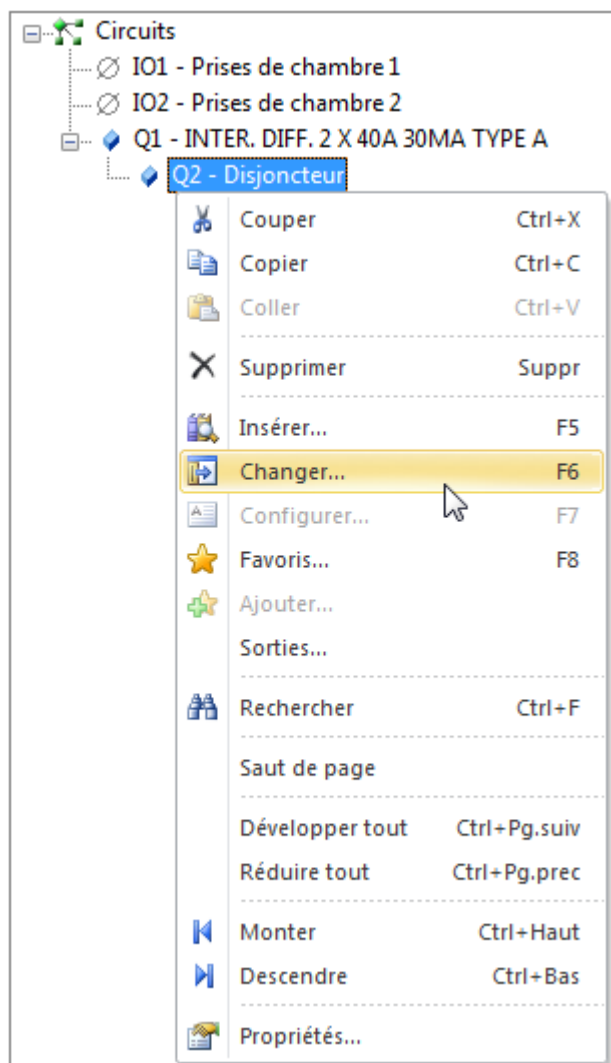 Circuits
IO1 - Prises de chambre 1
IO2 - Prises de chambre 2
Q1 - INTER. DIFF. 2 X 40A 30MA TYPE A
Q2 - Disjoncteur
Couper Ctrl+X
Copier Ctrl+C
Coller Ctrl+V
Supprimer Suppr
Insérer... F5
Changer... F6
Configurer... F7
Favoris... F8
Ajouter...
Sorties...
Rechercher Ctrl+F
Saut de page
Développer tout Ctrl+Pg.suiv
Réduire tout Ctrl+Pg.prec
Monter Ctrl+Haut
Descendre Ctrl+Bas
Propriétés...